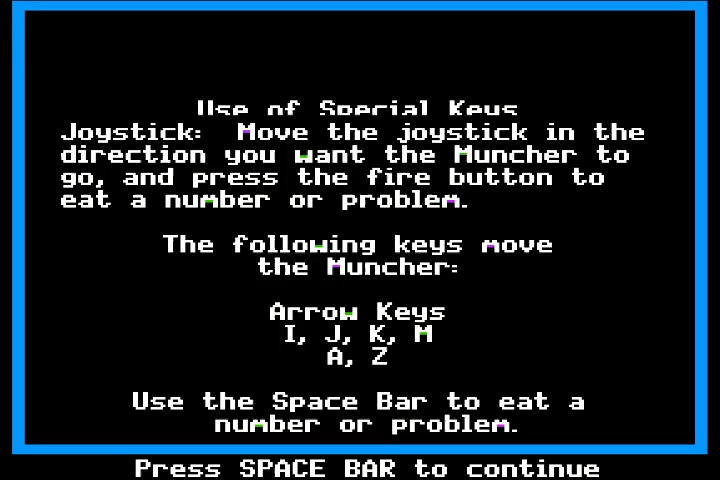 Use of Special Keys
Joystick:  Move the joystick in the
direction you want the Muncher to
go, and press the fire button to
eat a number or problem.
The following keys move
the Muncher:
Arrow Keys
I, J, K, M
A, Z
Use the Space Bar to eat a
number or problem.
Press SPACE BAR to continue